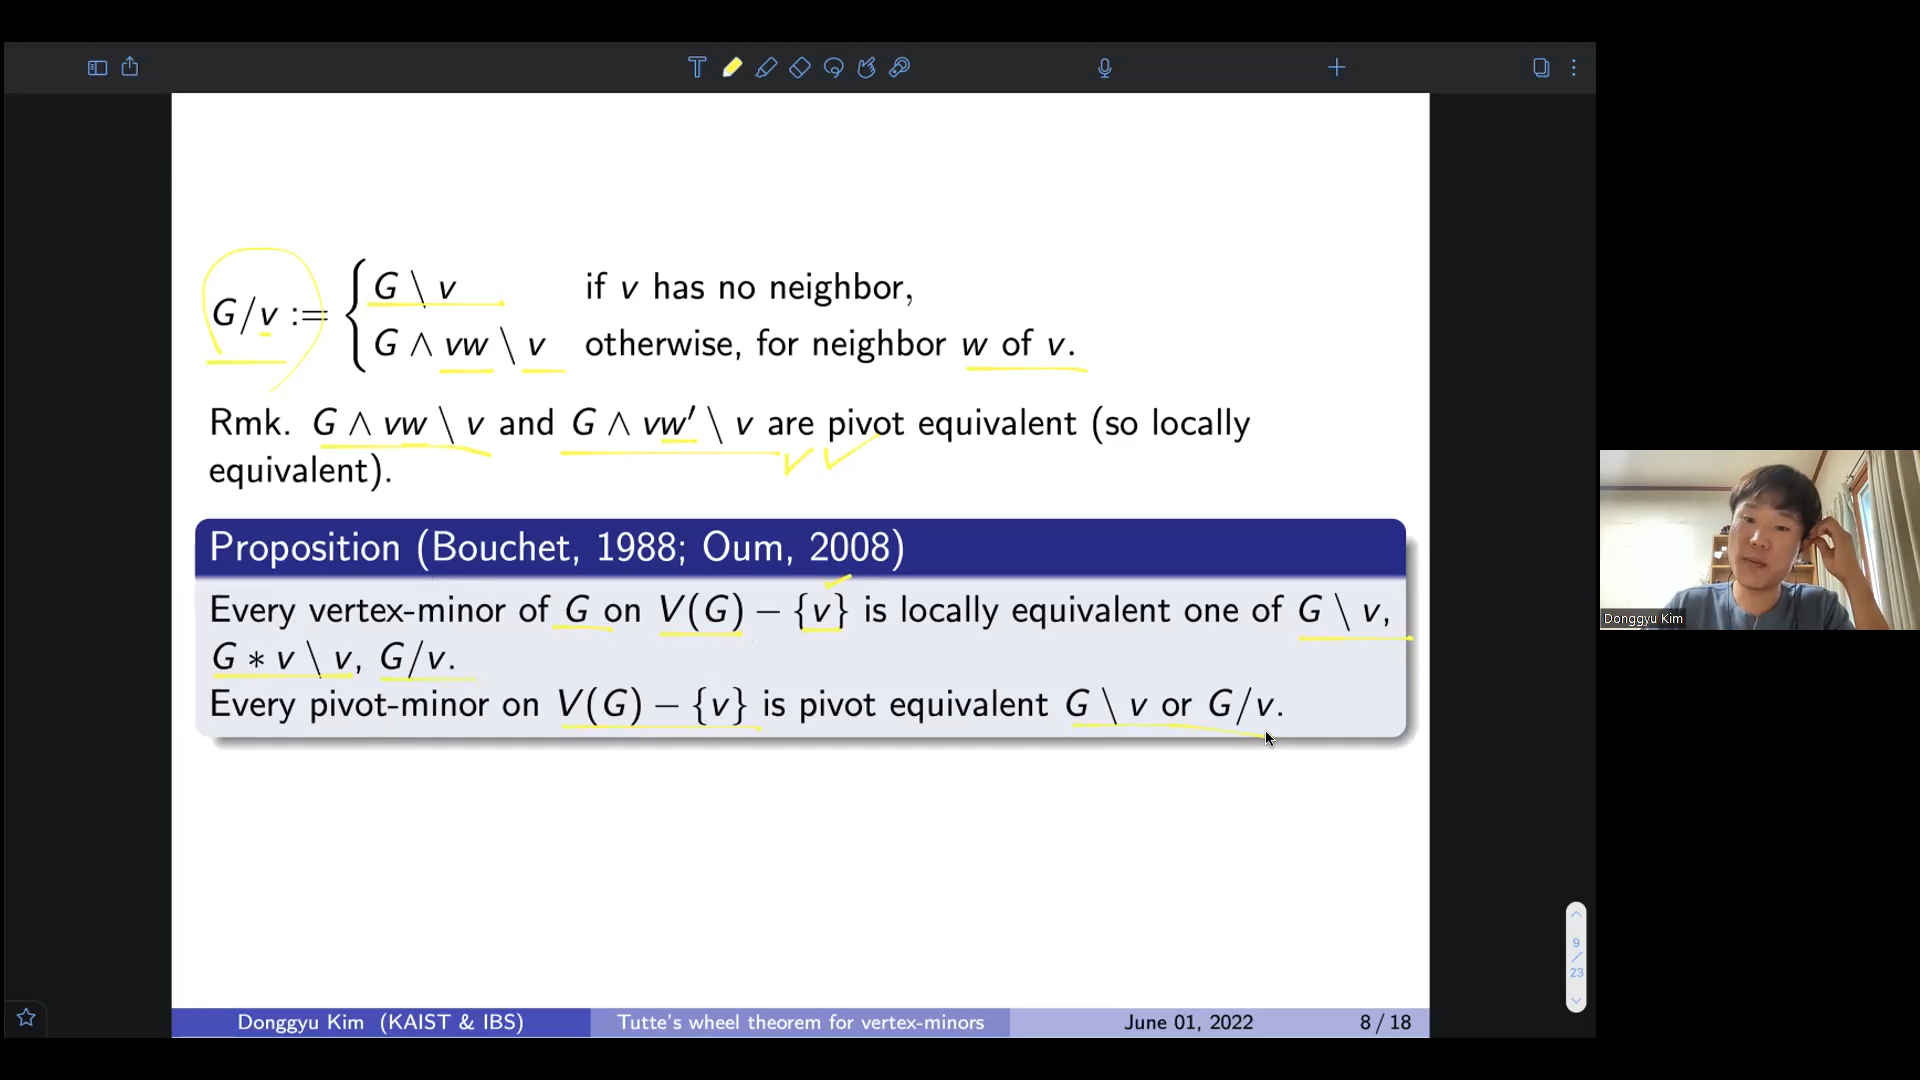 G/v := { G \ v if v has no neighbor,
G ∧ vw \ v otherwise, for neighbor w of v.
Rmk. G ∧ vw \ v and G ∧ vw′ \ v are pivot equivalent (so locally
equivalent).
Proposition (Bouchet, 1988; Oum, 2008)
Every vertex-minor of G on V(G) − {v} is locally equivalent one of G \ v,
G ∗ v \ v, G/v.
Every pivot-minor on V(G) − {v} is pivot equivalent G \ v or G/v.
Donggyu Kim
9
/
23
Donggyu Kim (KAIST & IBS) Tutte's wheel theorem for vertex-minors June 01, 2022 8 / 18